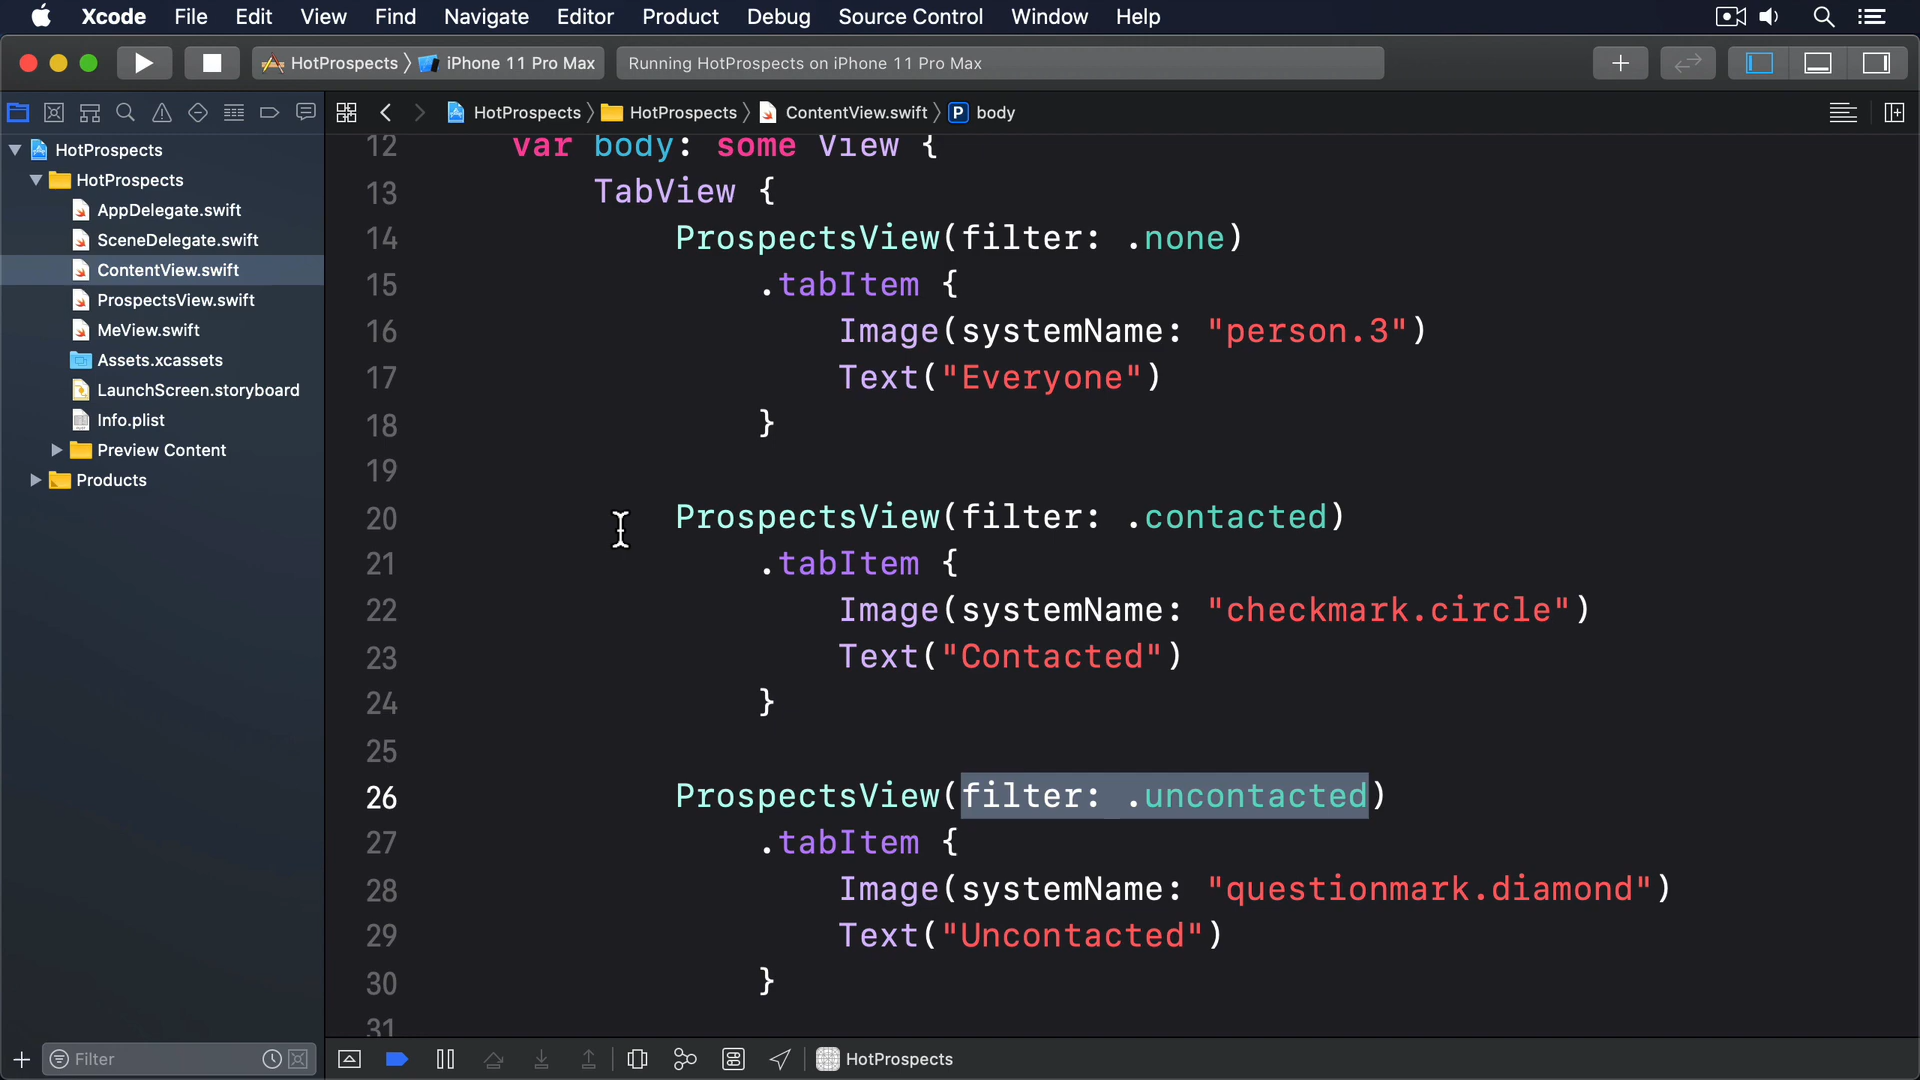 Xcode File Edit View Find Navigate Editor Product Debug Source Control Window Help
HotProspects iPhone 11 Pro Max Running HotProspects on iPhone 11 Pro Max
HotProspects HotProspects ContentView.swift P body
HotProspects
HotProspects
AppDelegate.swift
SceneDelegate.swift
ContentView.swift
ProspectsView.swift
MeView.swift
Assets.xcassets
LaunchScreen.storyboard
Info.plist
Preview Content
Products
12 var body: some View {
13 TabView {
14 ProspectsView(filter: .none)
15 .tabItem {
16 Image(systemName: "person.3")
17 Text("Everyone")
18 }
19
20 ProspectsView(filter: .contacted)
21 .tabItem {
22 Image(systemName: "checkmark.circle")
23 Text("Contacted")
24 }
25
26 ProspectsView(filter: .uncontacted)
27 .tabItem {
28 Image(systemName: "questionmark.diamond")
29 Text("Uncontacted")
30 }
31
Filter
HotProspects